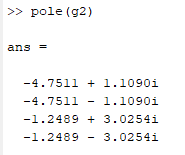 >> pole(g2)
ans =
-4.7511 + 1.1090i
-4.7511 - 1.1090i
-1.2489 + 3.0254i
-1.2489 - 3.0254i